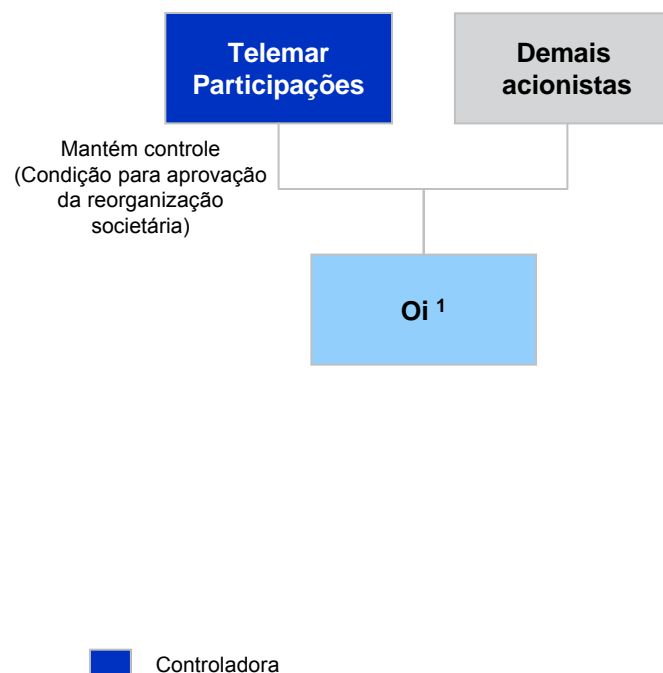 Telemar
Participações
Demais
acionistas
Mantém controle
(Condição para aprovação
da reorganização
societária)
Oi 1
Controladora